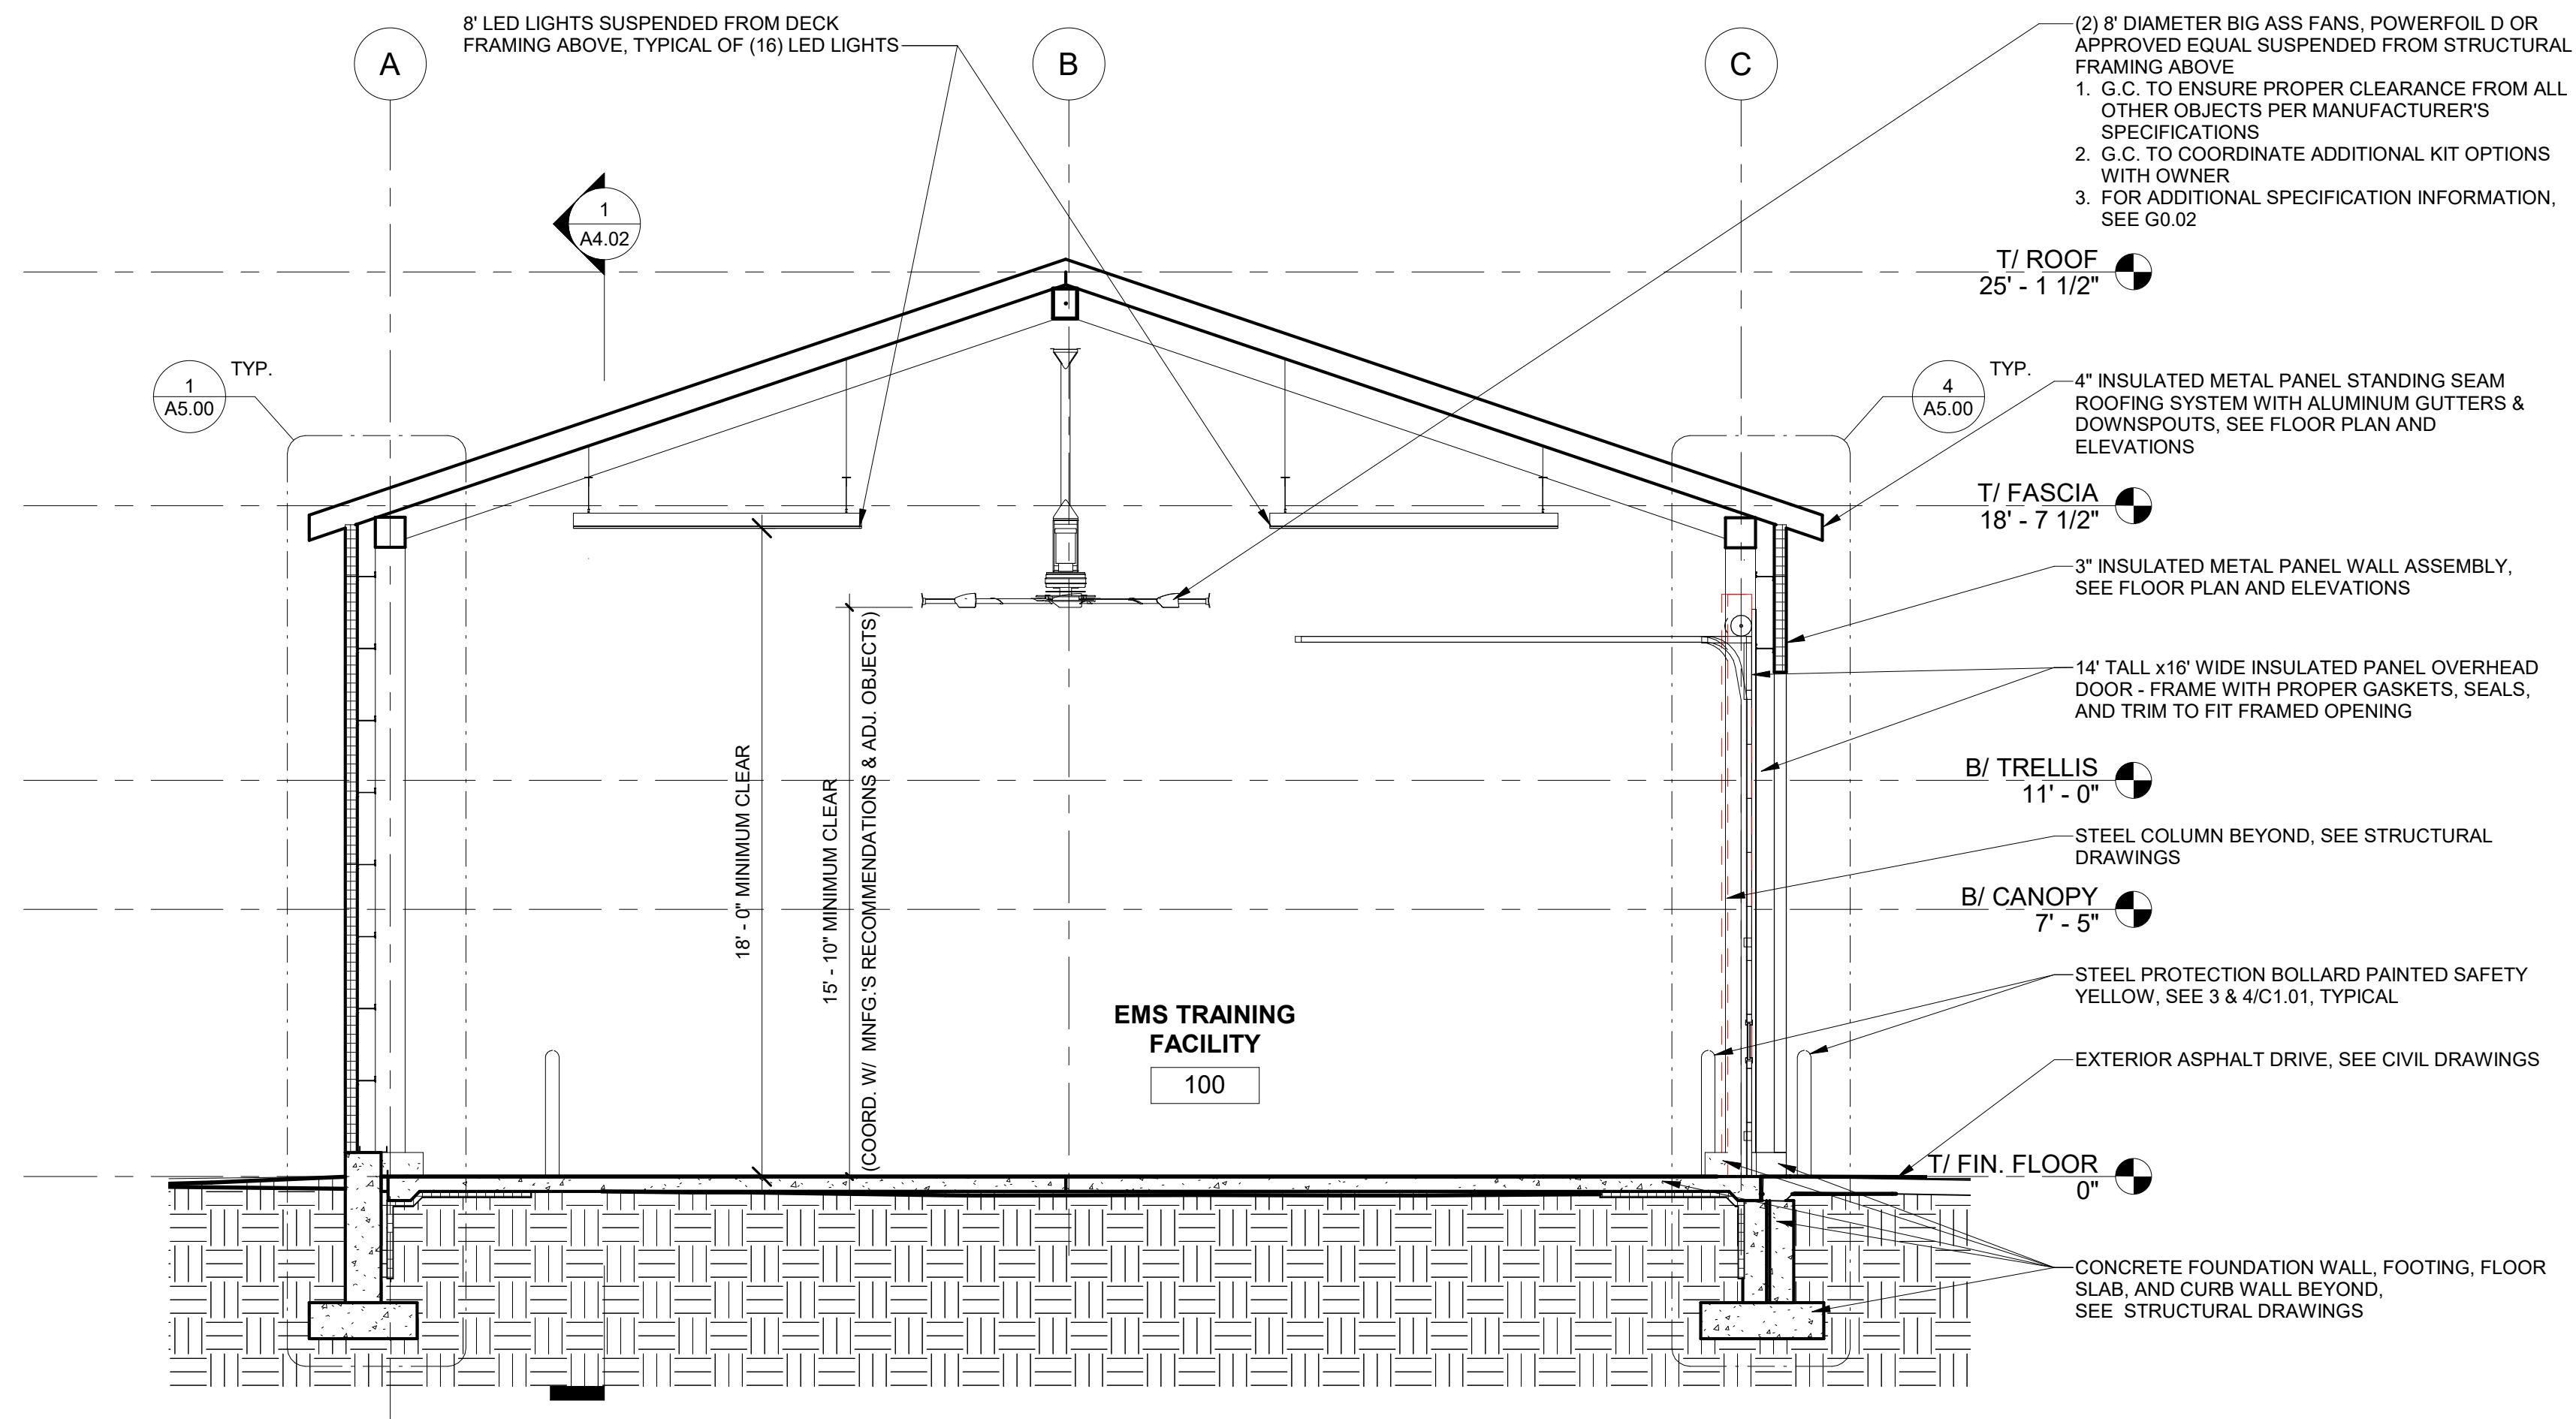 8' LED LIGHTS SUSPENDED FROM DECK
FRAMING ABOVE, TYPICAL OF (16) LED LIGHTS
A
B
C
(2) 8' DIAMETER BIG ASS FANS, POWERFOIL D OR
APPROVED EQUAL SUSPENDED FROM STRUCTURAL
FRAMING ABOVE
1. G.C. TO ENSURE PROPER CLEARANCE FROM ALL
OTHER OBJECTS PER MANUFACTURER'S
SPECIFICATIONS
2. G.C. TO COORDINATE ADDITIONAL KIT OPTIONS
WITH OWNER
3. FOR ADDITIONAL SPECIFICATION INFORMATION,
SEE G0.02
1
A4.02
T/ ROOF
25' - 1 1/2"
1
A5.00
TYP.
4
A5.00
TYP.
4" INSULATED METAL PANEL STANDING SEAM
ROOFING SYSTEM WITH ALUMINUM GUTTERS &
DOWNSPOUTS, SEE FLOOR PLAN AND
ELEVATIONS
T/ FASCIA
18' - 7 1/2"
3" INSULATED METAL PANEL WALL ASSEMBLY,
SEE FLOOR PLAN AND ELEVATIONS
14' TALL x16' WIDE INSULATED PANEL OVERHEAD
DOOR - FRAME WITH PROPER GASKETS, SEALS,
AND TRIM TO FIT FRAMED OPENING
18' - 0" MINIMUM CLEAR
15' - 10" MINIMUM CLEAR
(COORD. W/ MNFG.'S RECOMMENDATIONS & ADJ. OBJECTS)
B/ TRELLIS
11' - 0"
STEEL COLUMN BEYOND, SEE STRUCTURAL
DRAWINGS
B/ CANOPY
7' - 5"
STEEL PROTECTION BOLLARD PAINTED SAFETY
YELLOW, SEE 3 & 4/C1.01, TYPICAL
EMS TRAINING
FACILITY
100
EXTERIOR ASPHALT DRIVE, SEE CIVIL DRAWINGS
T/ FIN. FLOOR
0"
CONCRETE FOUNDATION WALL, FOOTING, FLOOR
SLAB, AND CURB WALL BEYOND,
SEE STRUCTURAL DRAWINGS